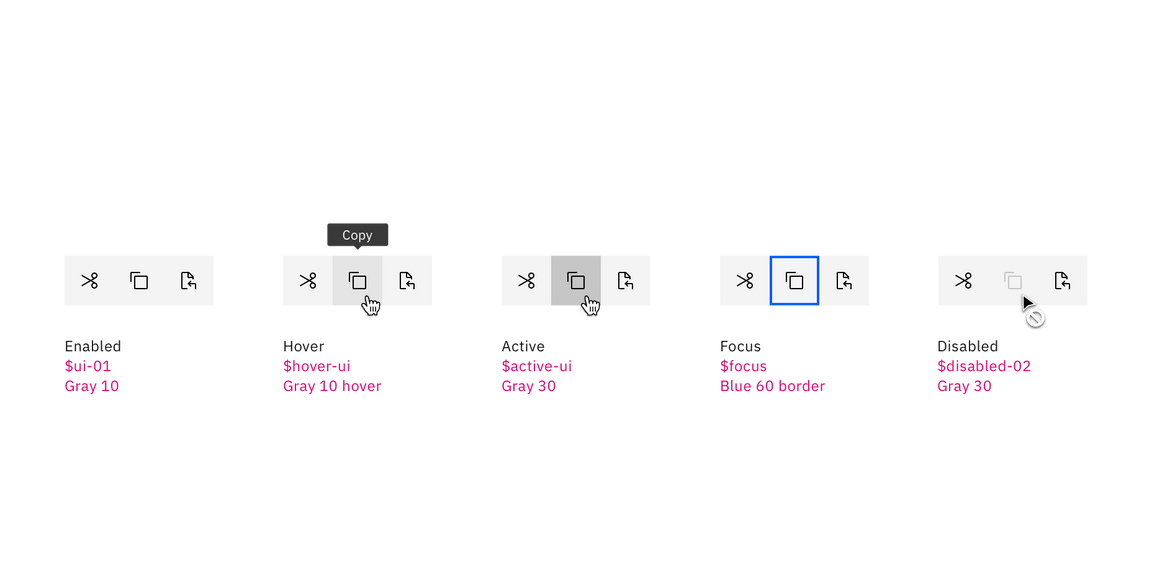 Copy
Enabled
$ui-01
Gray 10
Hover
$hover-ui
Gray 10 hover
Active
$active-ui
Gray 30
Focus
$focus
Blue 60 border
Disabled
$disabled-02
Gray 30